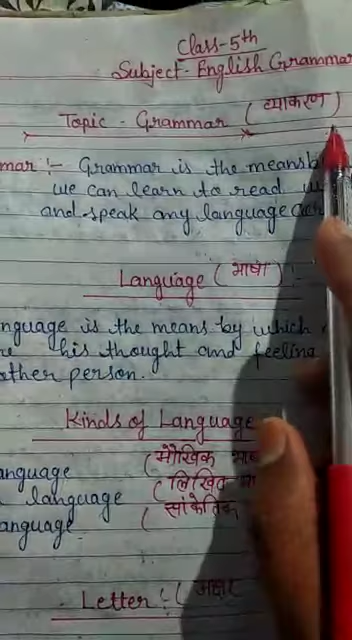 Class-5th
Subject-English Grammar
Topic - Grammar (व्याकरण)
mar :- Grammar is the means b
we can learn to read
and speak any language
Language (भाषा) :-
nguage is the means by which
his thought and feeling
other person.
Kinds of Language
anguage (मौखिक भाष
language (लिखित भा
anguage (सांकेतिक
Letter :- (अक्षर